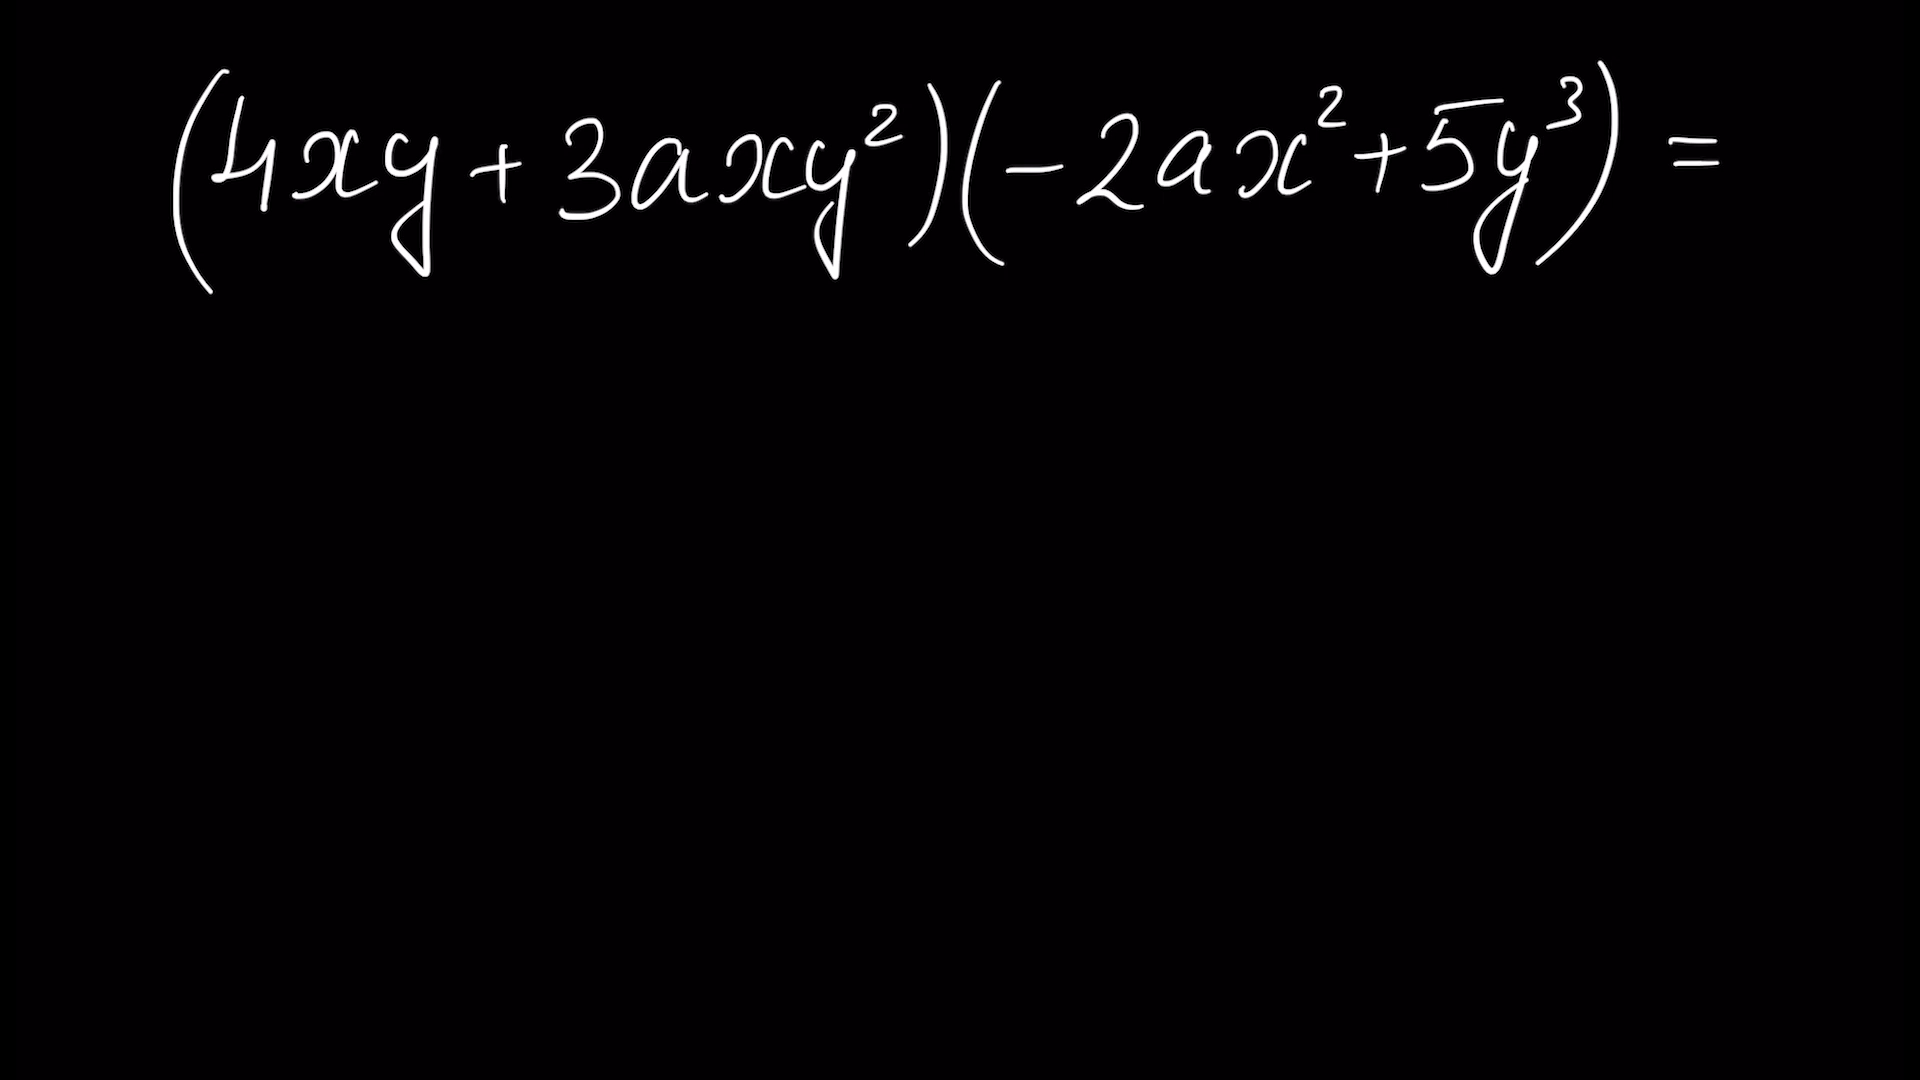 (4xy + 3axy²)(-2ax² + 5y³) =